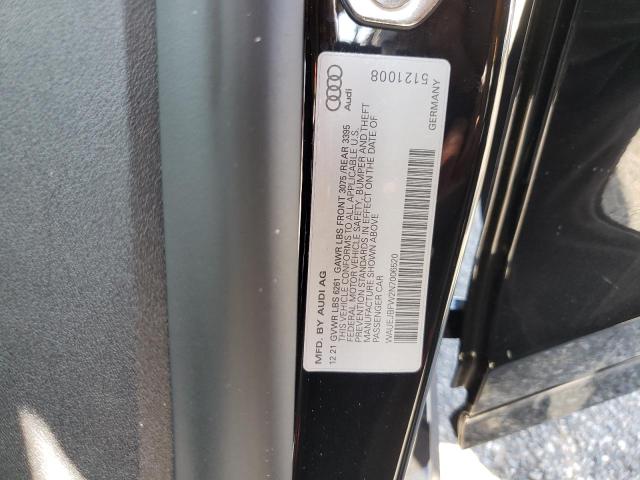 MFD. BY AUDI AG
Audi
12.21 GVWR LBS 6261 GAWR LBS FRONT 3075 /REAR 3395
THIS VEHICLE CONFORMS TO ALL APPLICABLE U.S.
FEDERAL MOTOR VEHICLE SAFETY, BUMPER AND THEFT
PREVENTION STANDARDS IN EFFECT ON THE DATE OF
MANUFACTURE SHOWN ABOVE
PASSENGER CAR
WAUEJBFW2N7006520
GERMANY
5121008